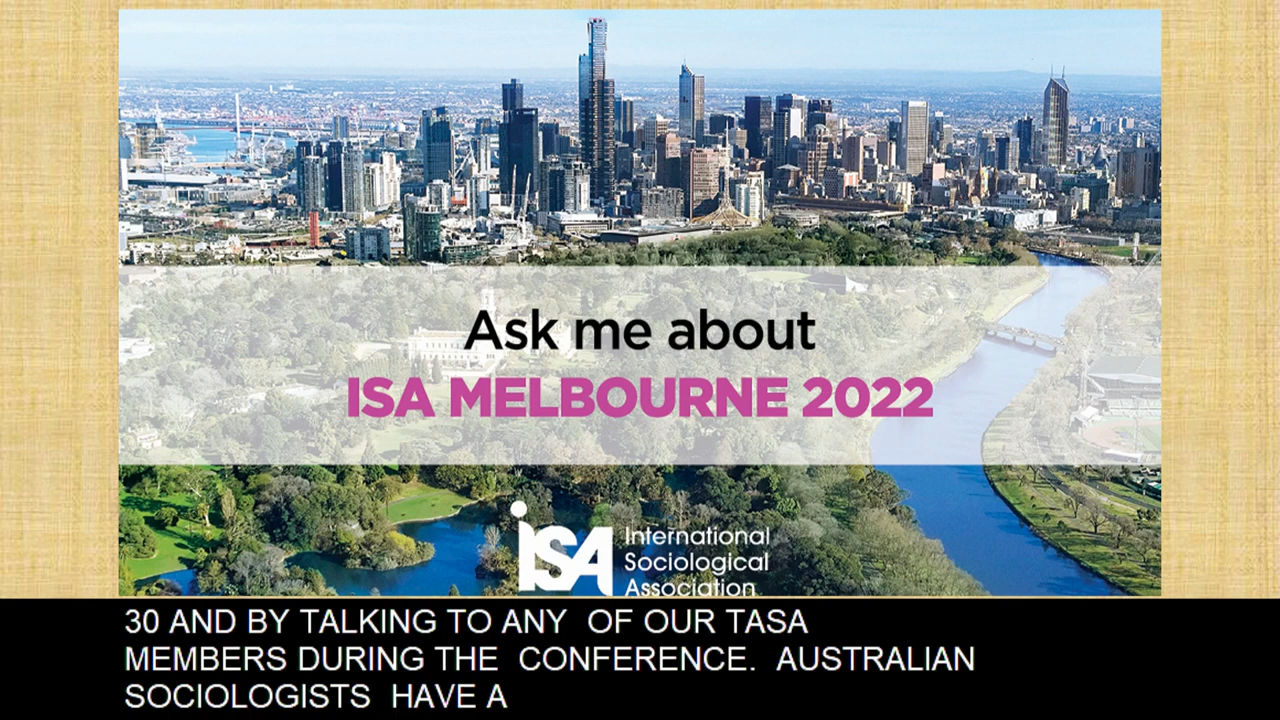 Ask me about
ISA MELBOURNE 2022
isa
International
Sociological
Association
30 AND BY TALKING TO ANY  OF OUR TASA
MEMBERS DURING THE  CONFERENCE.  AUSTRALIAN
SOCIOLOGISTS  HAVE A